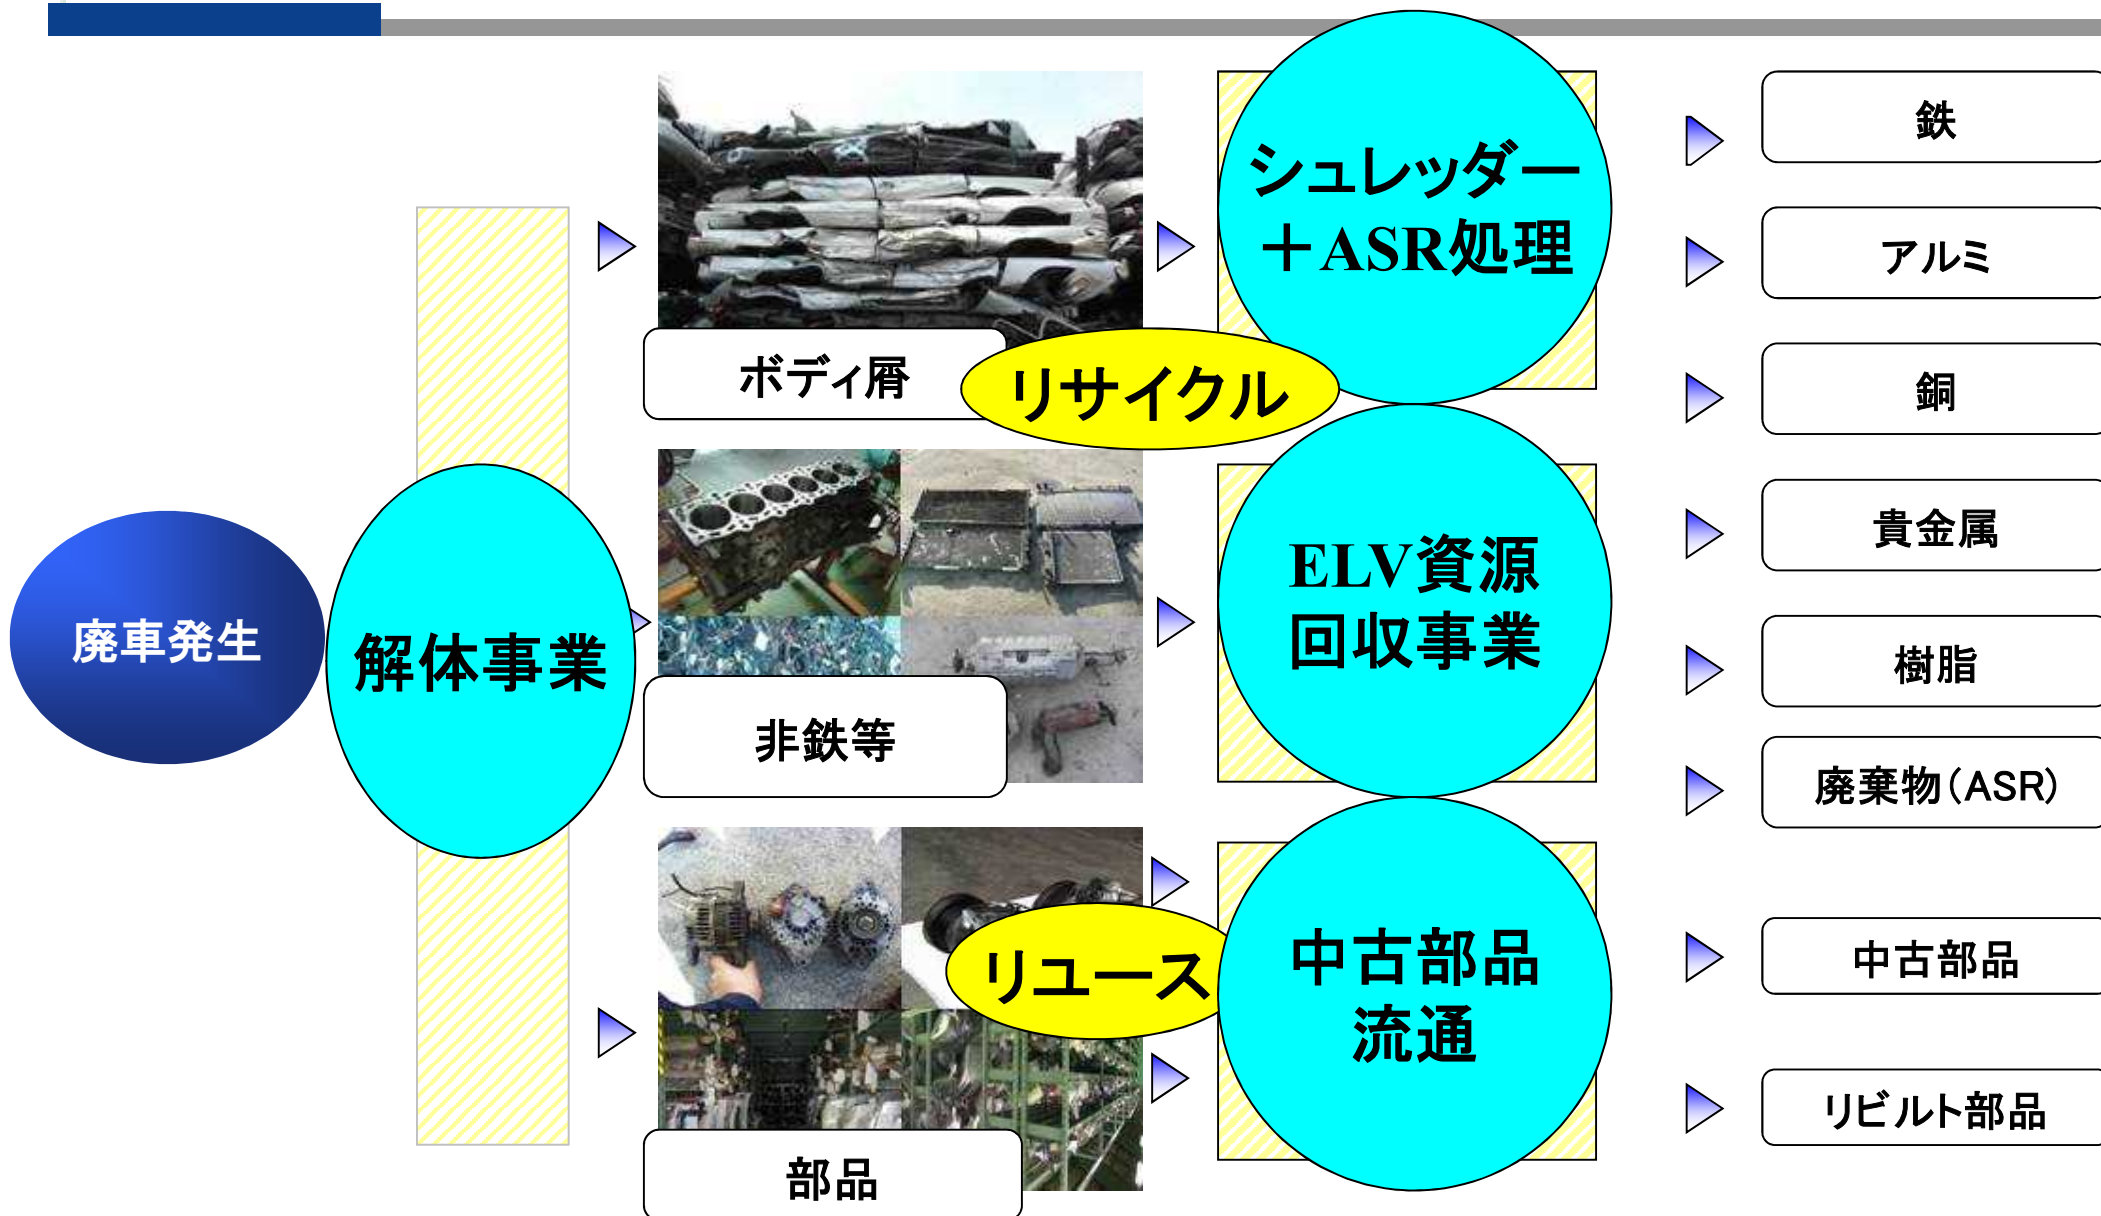 廃車発生
解体事業
ボディ屑
リサイクル
非鉄等
リユース
部品
シュレッダー
＋ASR処理
ELV資源
回収事業
中古部品
流通
鉄
アルミ
銅
貴金属
樹脂
廃棄物（ASR）
中古部品
リビルト部品